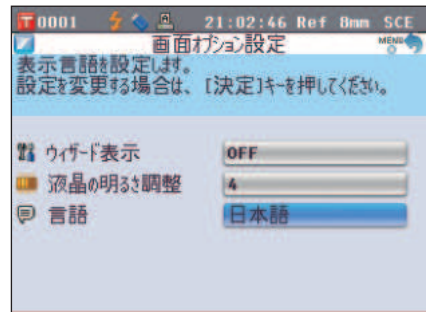 T0001 21:02:46 Ref 8mm SCE
画面オプション設定 MENU
表示言語を設定します。
設定を変更する場合は、[決定]キーを押してください。
ウィザード表示 OFF
液晶の明るさ調整 4
言語 日本語